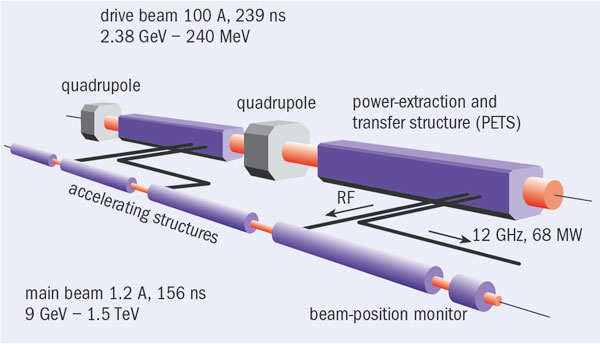 drive beam 100 A, 239 ns
2.38 GeV – 240 MeV
quadrupole
quadrupole
power-extraction and
transfer structure (PETS)
accelerating structures
RF
12 GHz, 68 MW
main beam 1.2 A, 156 ns
9 GeV – 1.5 TeV
beam-position monitor